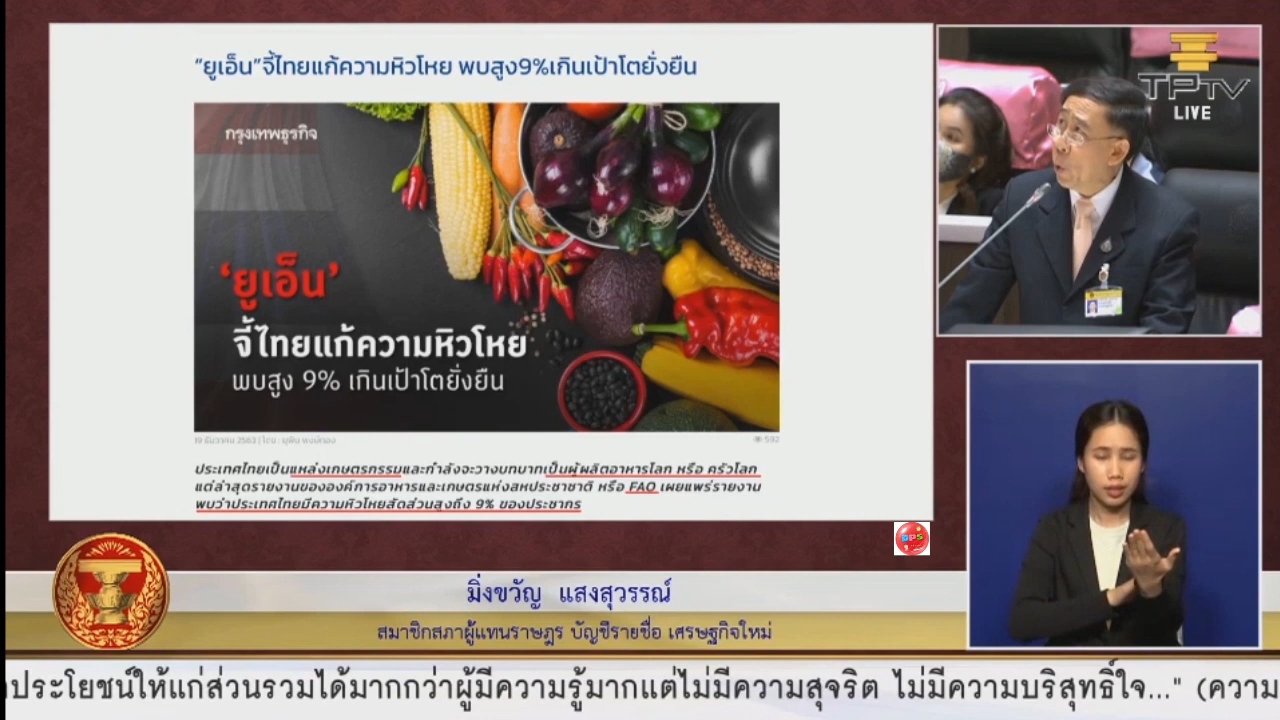 “ยูเอ็น”จี้ไทยแก้ความหิวโหย พบสูง9%เกินเป้าโตยั่งยืน
กรุงเทพธุรกิจ
‘ยูเอ็น’
จี้ไทยแก้ความหิวโหย
พบสูง 9% เกินเป้าโตยั่งยืน
19 ธันวาคม 2563 | โดย :
592
ประเทศไทยเป็นแหล่งเกษตรกรรมและกำลังจะวางบทบาทเป็นผู้ผลิตอาหารโลก หรือ ครัวโลก
แต่ล่าสุดรายงานขององค์การอาหารและเกษตรแห่งสหประชาชาติ หรือ FAO เผยแพร่รายงาน
พบว่าประเทศไทยมีความหิวโหยสัดส่วนสูงถึง 9% ของประชากร
TPTV
LIVE
DPS
มิ่งขวัญ แสงสุวรรณ์
สมาชิกสภาผู้แทนราษฎร บัญชีรายชื่อ เศรษฐกิจใหม่
ประโยชน์ให้แก่ส่วนรวมได้มากกว่าผู้มีความรู้มากแต่ไม่มีความสุจริต ไม่มีความบริสุทธิ์ใจ..." (ความ